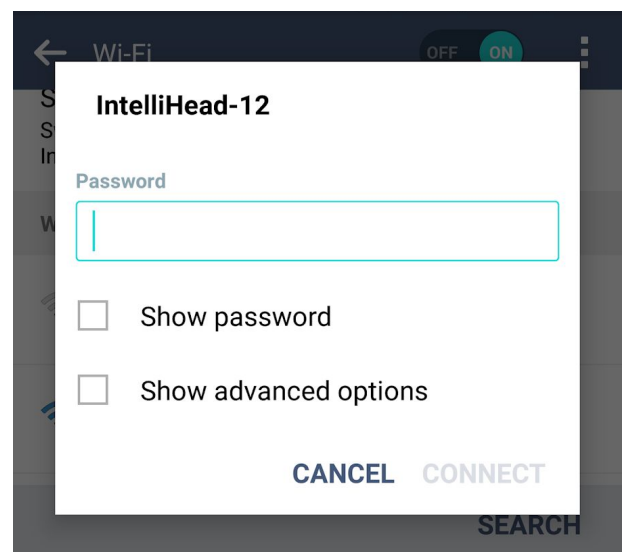 Wi-Fi
OFF ON
IntelliHead-12
Password
Show password
Show advanced options
CANCEL CONNECT
SEARCH